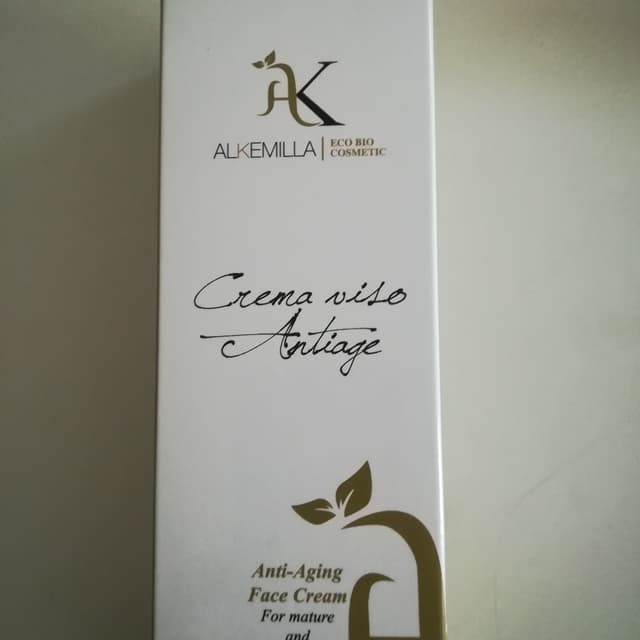 AK
ALKEMILLA
ECO BIO
COSMETIC
Crema viso
Antiage
Anti-Aging
Face Cream
For mature
and